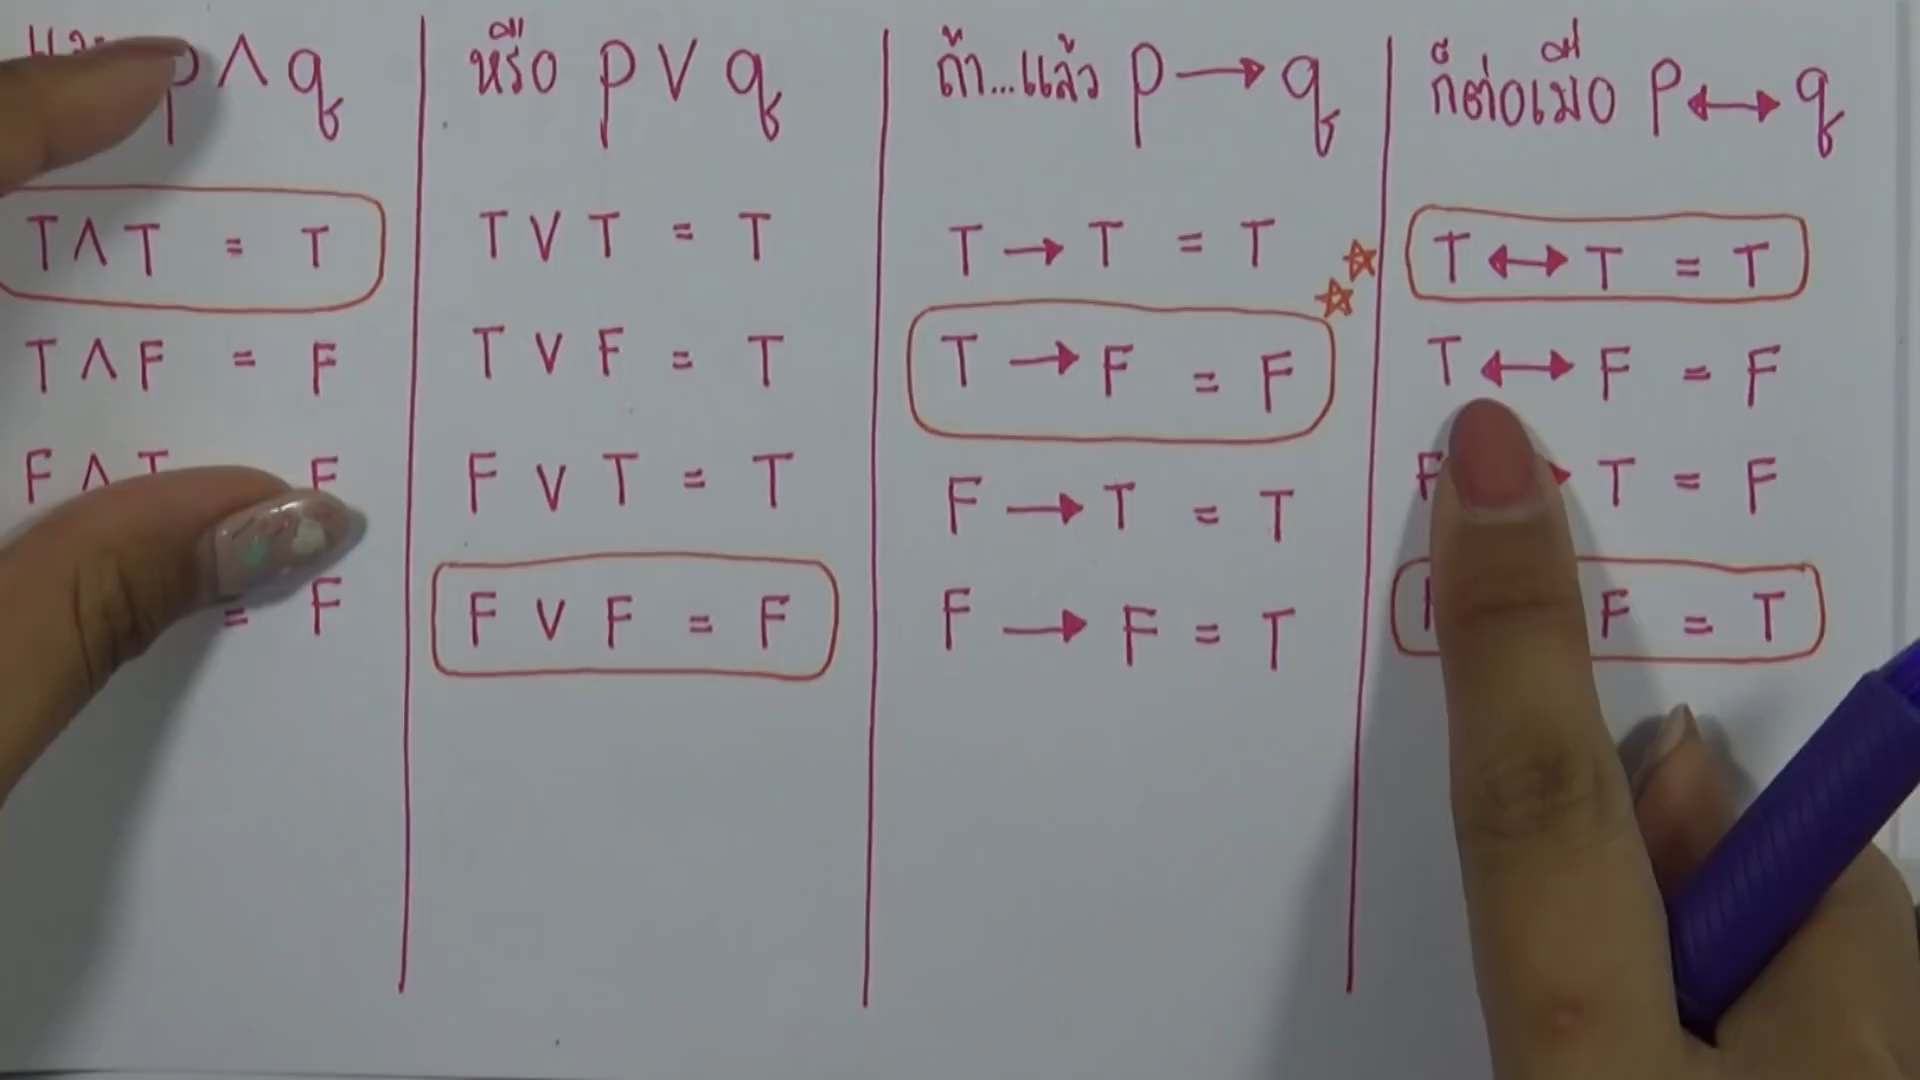 p ∧ q
T ∧ T = T
T ∧ F = F
F ∧ T F
= F
หรือ p ∨ q
T ∨ T = T
T ∨ F = T
F ∨ T = T
F ∨ F = F
ถ้า...แล้ว p → q
T → T = T
T → F = F
F → T = T
F → F = T
ก็ต่อเมื่อ p ↔ q
T ↔ T = T
T ↔ F = F
F T = F
F = T